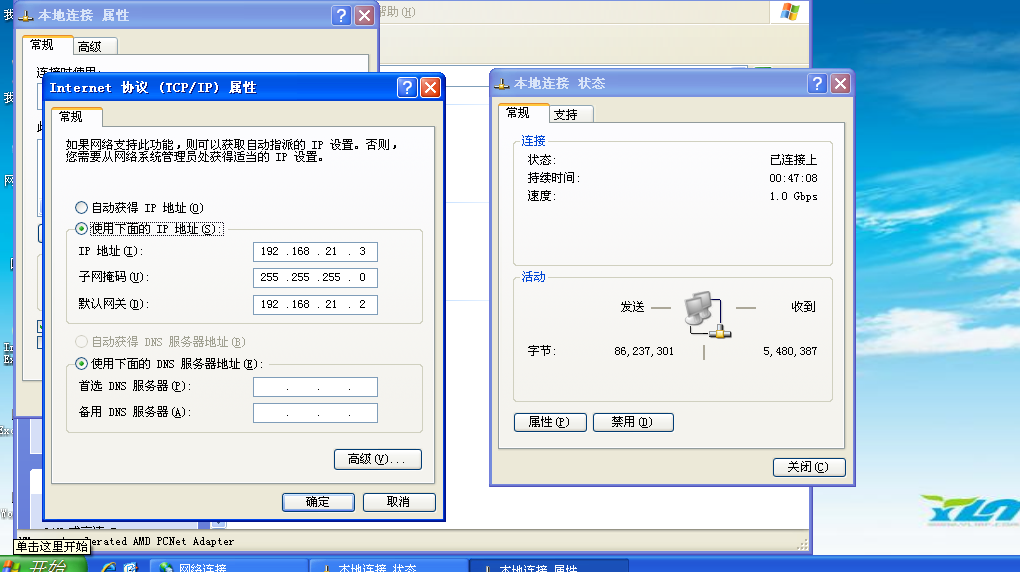 本地连接 属性
帮助(H)
常规
高级
连接时使用:
Internet 协议 (TCP/IP) 属性
常规
如果网络支持此功能,则可以获取自动指派的 IP 设置。否则,
您需要从网络系统管理员处获得适当的 IP 设置。
自动获得 IP 地址(O)
使用下面的 IP 地址(S):
IP 地址(I): 192 .168 .21 . 3
子网掩码(U): 255 .255 .255 . 0
默认网关(D): 192 .168 .21 . 2
自动获得 DNS 服务器地址(B)
使用下面的 DNS 服务器地址(E):
首选 DNS 服务器(P): . . .
备用 DNS 服务器(A): . . .
高级(V)...
确定
取消
本地连接 状态
常规
支持
连接
状态: 已连接上
持续时间: 00:47:08
速度: 1.0 Gbps
活动
发送
收到
字节: 86,237,301
5,480,387
属性(P)
禁用(D)
关闭(C)
erated AMD PCNet Adapter
单击这里开始
开始
网络连接
本地连接 状态
本地连接 属性